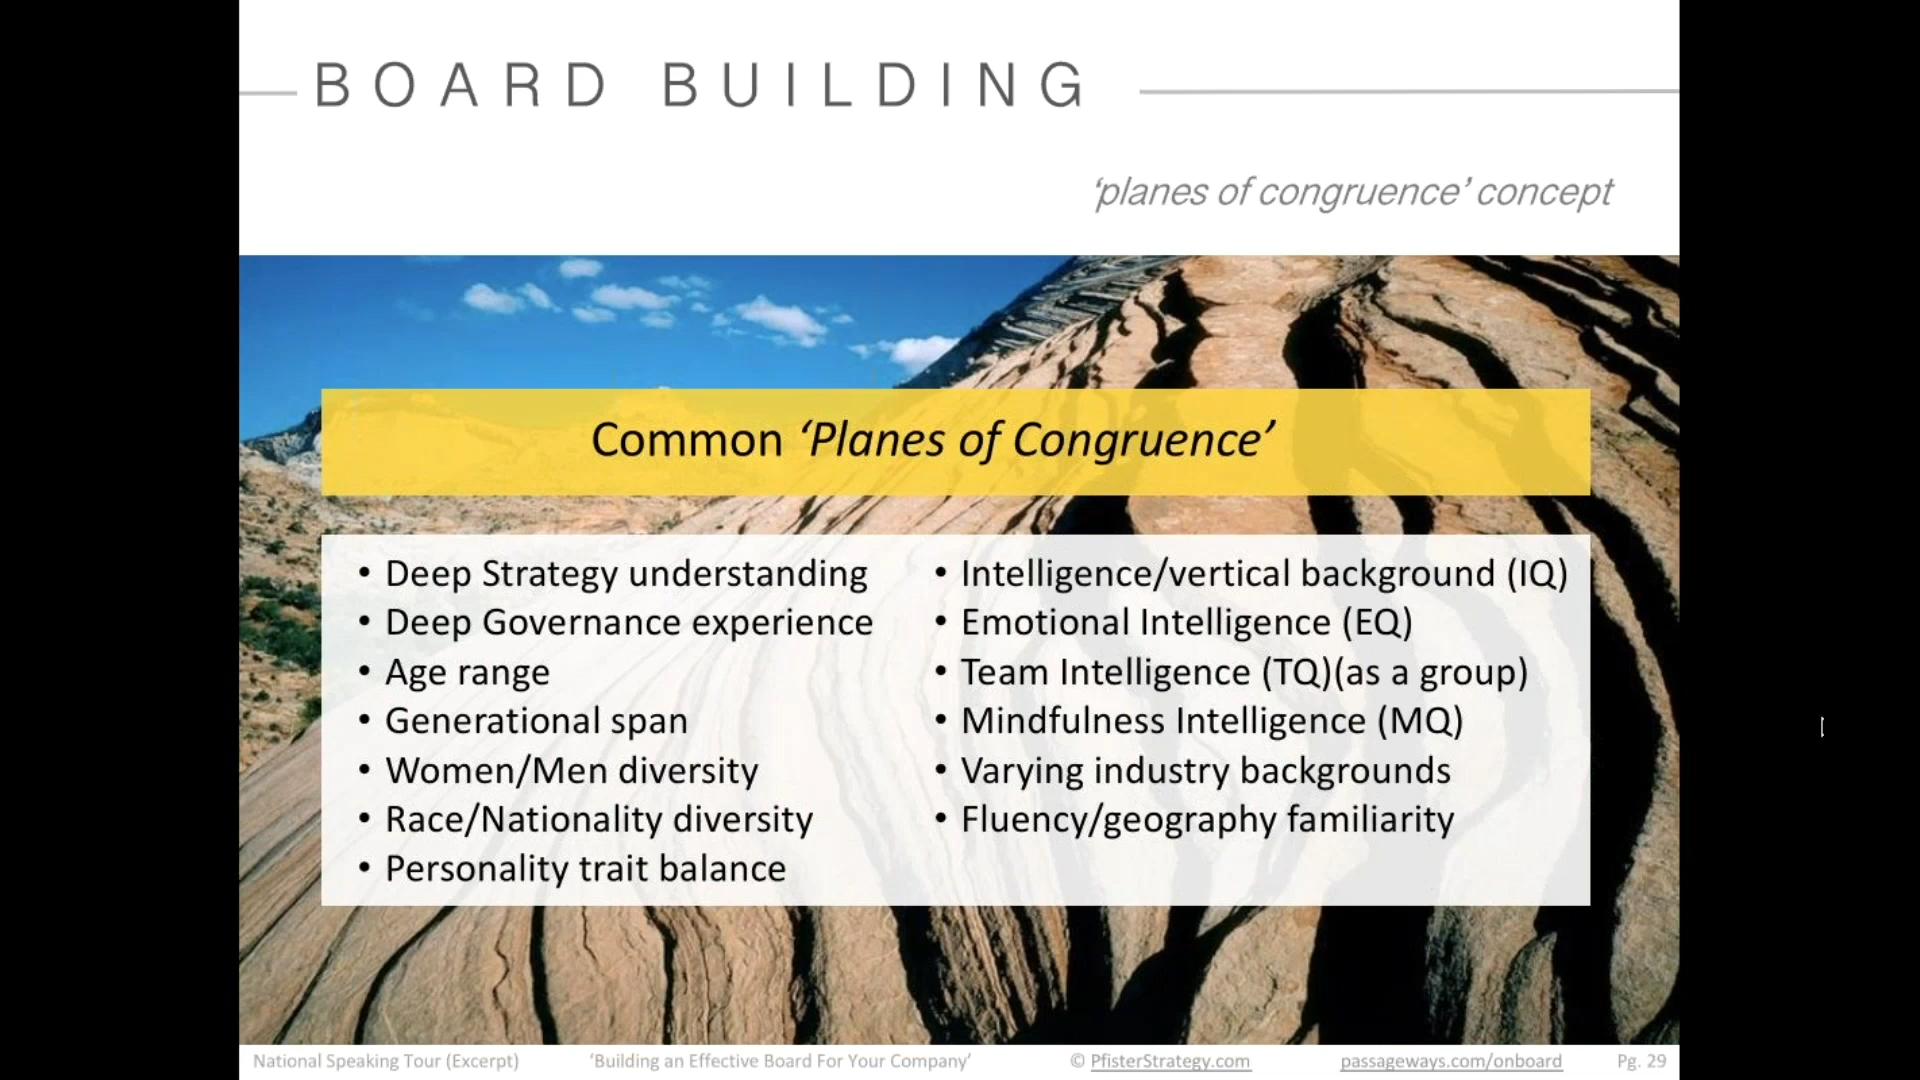 BOARD BUILDING
‘planes of congruence’ concept
Common ‘Planes of Congruence’
• Deep Strategy understanding
• Deep Governance experience
• Age range
• Generational span
• Women/Men diversity
• Race/Nationality diversity
• Personality trait balance
• Intelligence/vertical background (IQ)
• Emotional Intelligence (EQ)
• Team Intelligence (TQ)(as a group)
• Mindfulness Intelligence (MQ)
• Varying industry backgrounds
• Fluency/geography familiarity
National Speaking Tour (Excerpt) ‘Building an Effective Board For Your Company’ © PfisterStrategy.com passageways.com/onboard Pg. 29